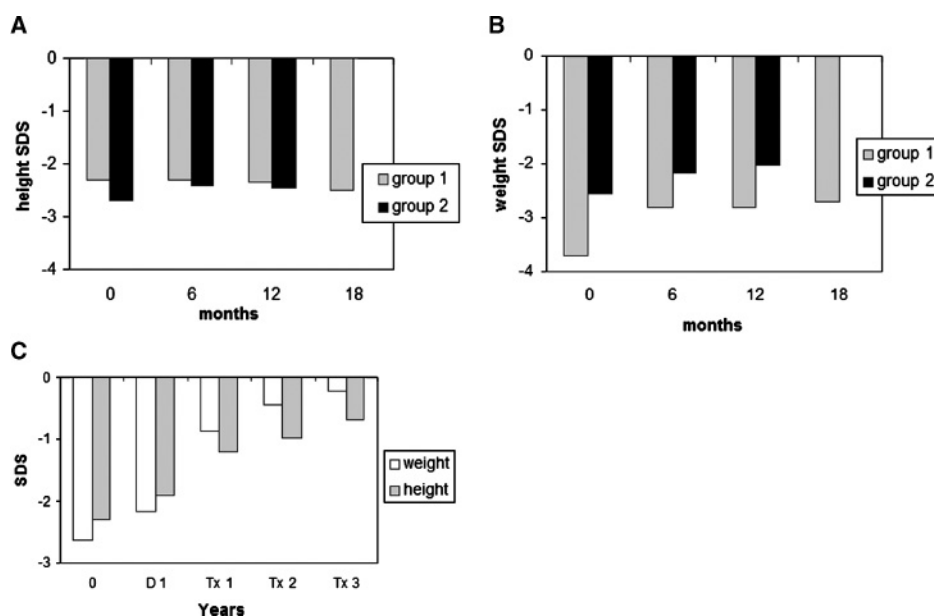 A
0
-1
-2
-3
-4
height SDS
group 1
group 2
0 6 12 18
months
B
0
-1
-2
-3
-4
weight SDS
group 1
group 2
0 6 12 18
months
C
0
-1
-2
-3
SDS
weight
height
0 D 1 Tx 1 Tx 2 Tx 3
Years